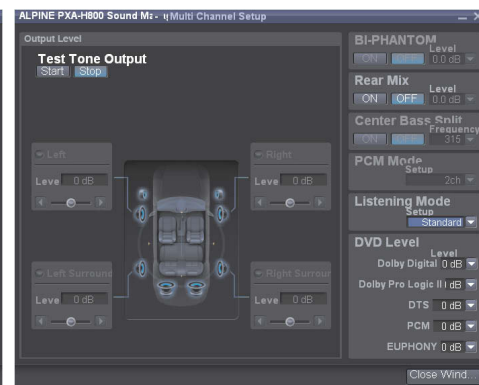 ALPINE PXA-H800 Sound Multi Channel Setup
Output Level
Test Tone Output
Start Stop
Left
Leve 0 dB
Right
Leve 0 dB
Left Surround
Leve 0 dB
Right Surroun
Leve 0 dB
BI-PHANTOM
Level
ON 0.0 dB
Rear Mix
Level
ON OFF 0.0 dB
Center Bass Split
Frequency
ON 315
PCM Mode
Setup
2ch
Listening Mode
Setup
Standard
DVD Level
Level
Dolby Digital 0 dB
Dolby Pro Logic II dB
DTS 0 dB
PCM 0 dB
EUPHONY 0 dB
Close Wind...